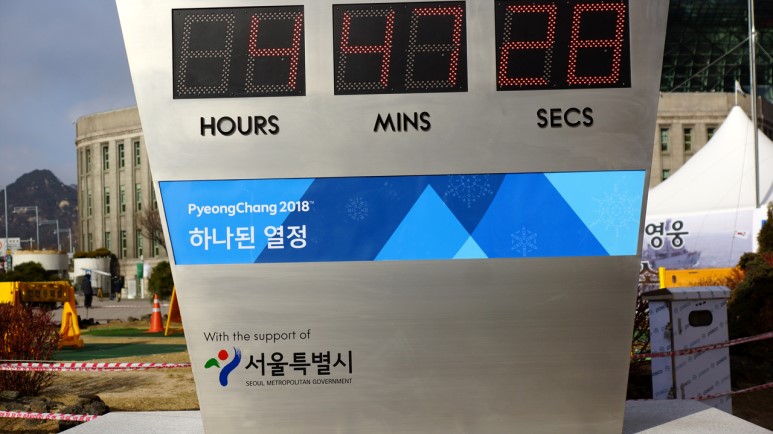 4 47 28
HOURS MINS SECS
PyeongChang 2018™
하나된 열정
영웅
With the support of
서울특별시
SEOUL METROPOLITAN GOVERNMENT